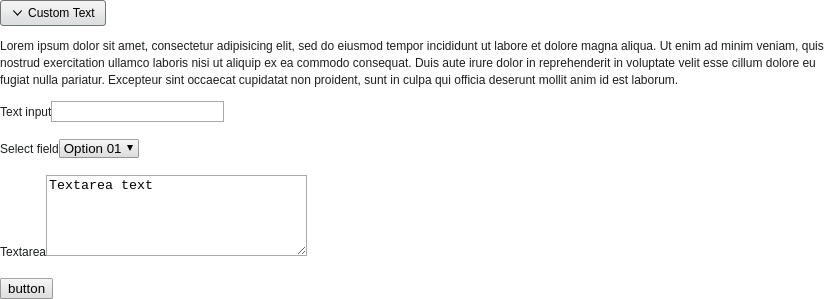 Custom Text
Lorem ipsum dolor sit amet, consectetur adipisicing elit, sed do eiusmod tempor incididunt ut labore et dolore magna aliqua. Ut enim ad minim veniam, quis
nostrud exercitation ullamco laboris nisi ut aliquip ex ea commodo consequat. Duis aute irure dolor in reprehenderit in voluptate velit esse cillum dolore eu
fugiat nulla pariatur. Excepteur sint occaecat cupidatat non proident, sunt in culpa qui officia deserunt mollit anim id est laborum.
Text input
Select field Option 01
Textarea text
Textarea
button